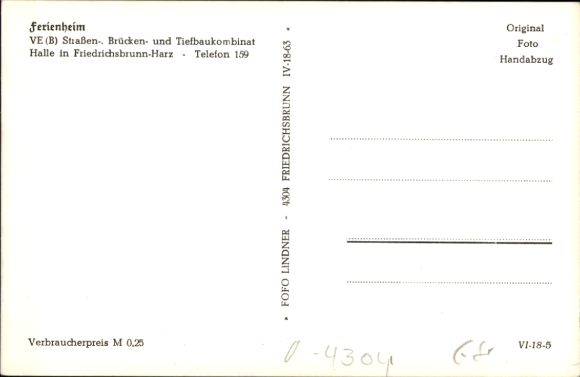 Ferienheim
VE (B) Straßen-, Brücken- und Tiefbaukombinat
Halle in Friedrichsbrunn-Harz - Telefon 159
Original
Foto
Handabzug
* FOFO LINDNER - 4304 FRIEDRICHSBRUNN IV-18-63 *
Verbraucherpreis M 0,25
0-4304
VI-18-5